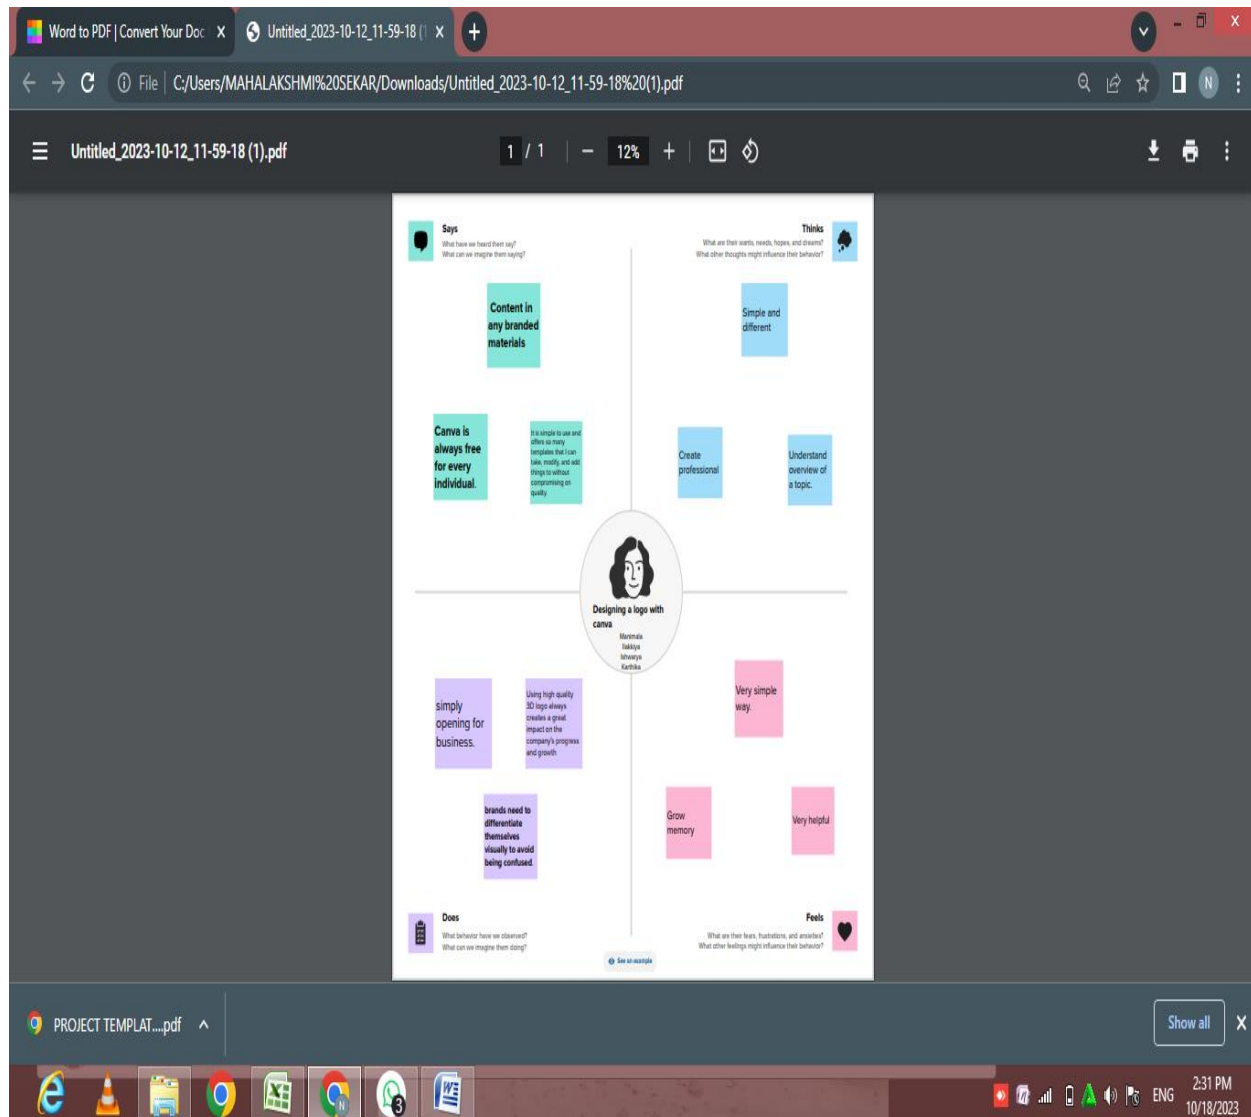 Word to PDF | Convert Your Doc
Untitled_2023-10-12_11-59-18 (1
File
C:/Users/MAHALAKSHMI%20SEKAR/Downloads/Untitled_2023-10-12_11-59-18%20(1).pdf
N
Untitled_2023-10-12_11-59-18 (1).pdf
1 / 1
12%
Says
What have we heard them say?
What can we imagine them saying?
Thinks
What are their wants, needs, hopes, and dreams?
What other thoughts might influence their behavior?
Content in
any branded
materials
Simple and
different
Canva is
always free
for every
individual.
It is simple to use and
offers so many
templates that I can
take, modify, and add
things to without
compromising on
quality
Create
professional
Understand
overview of
a topic.
Designing a logo with
canva
Manimala
Ilakkiya
Ishwarya
Karthika
simply
opening for
business.
Using high quality
3D logo always
creates a great
impact on the
company's progress
and growth
Very simple
way.
brands need to
differentiate
themselves
visually to avoid
being confused.
Grow
memory
Very helpful
Does
What behavior have we observed?
What can we imagine them doing?
Feels
What are their fears, frustrations, and anxieties?
What other feelings might influence their behavior?
See an example
PROJECT TEMPLAT....pdf
Show all
3
ENG
2:31 PM
10/18/2023